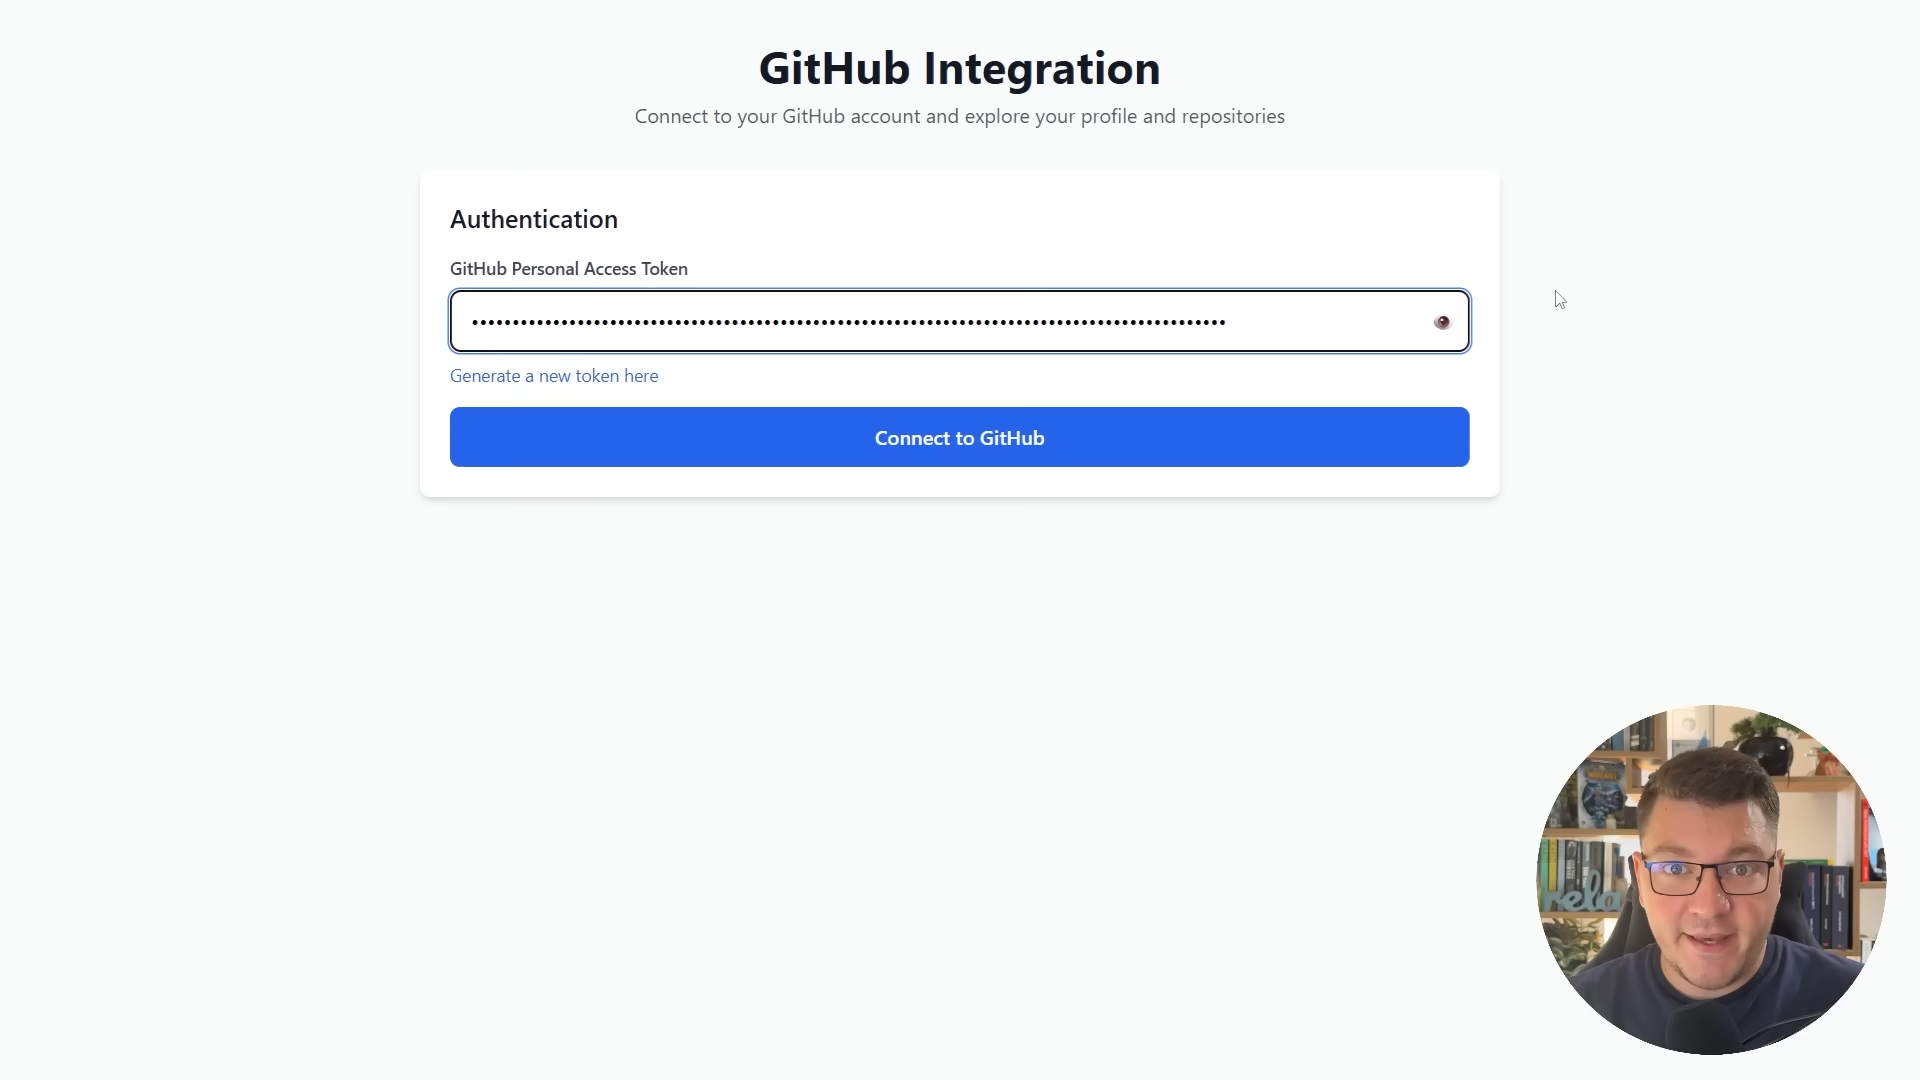 GitHub Integration
Connect to your GitHub account and explore your profile and repositories
Authentication
GitHub Personal Access Token
••••••••••••••••••••••••••••••••••••••••••••••••••••••••••••••••••••••••••••••••••••••••••••
Generate a new token here
Connect to GitHub
rela